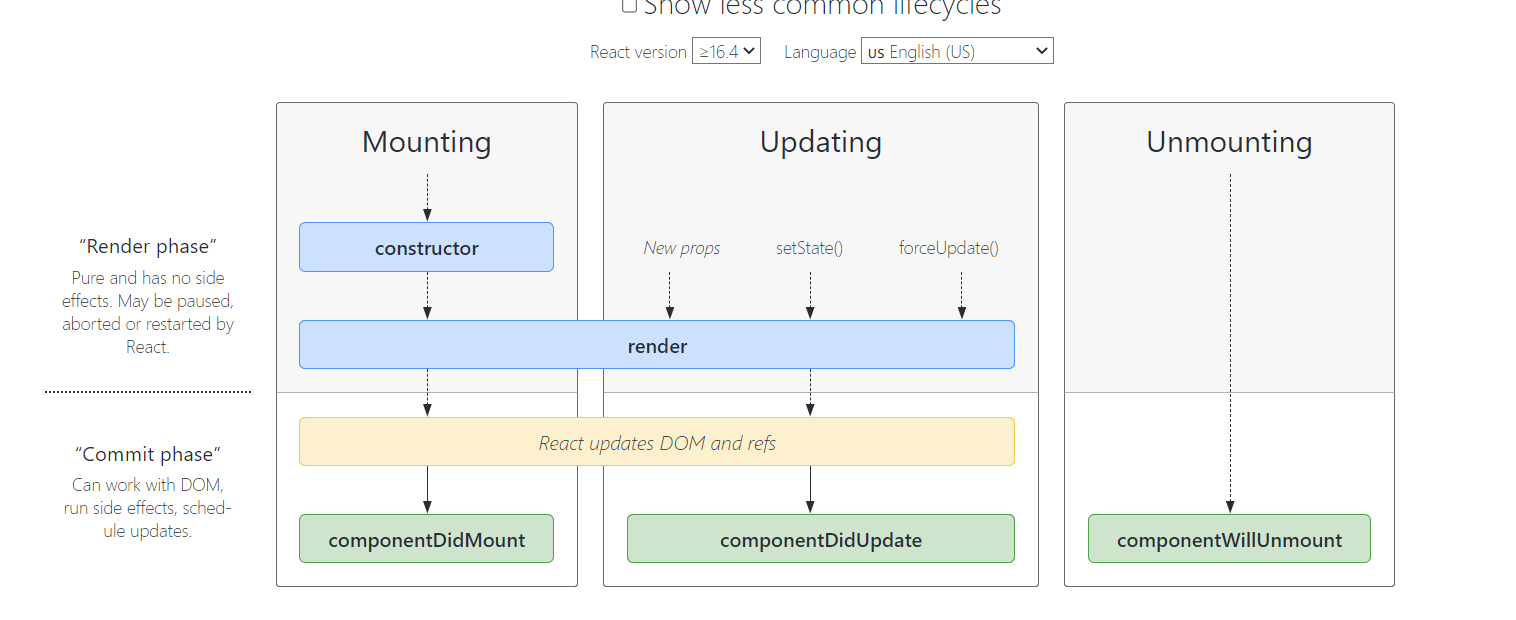 Show less common lifecycles
React version ≥16.4 Language us English (US)
Mounting Updating Unmounting
“Render phase”
Pure and has no side
effects. May be paused,
aborted or restarted by
React.
constructor New props setState() forceUpdate()
render
React updates DOM and refs
“Commit phase”
Can work with DOM,
run side effects, sched-
ule updates.
componentDidMount componentDidUpdate componentWillUnmount